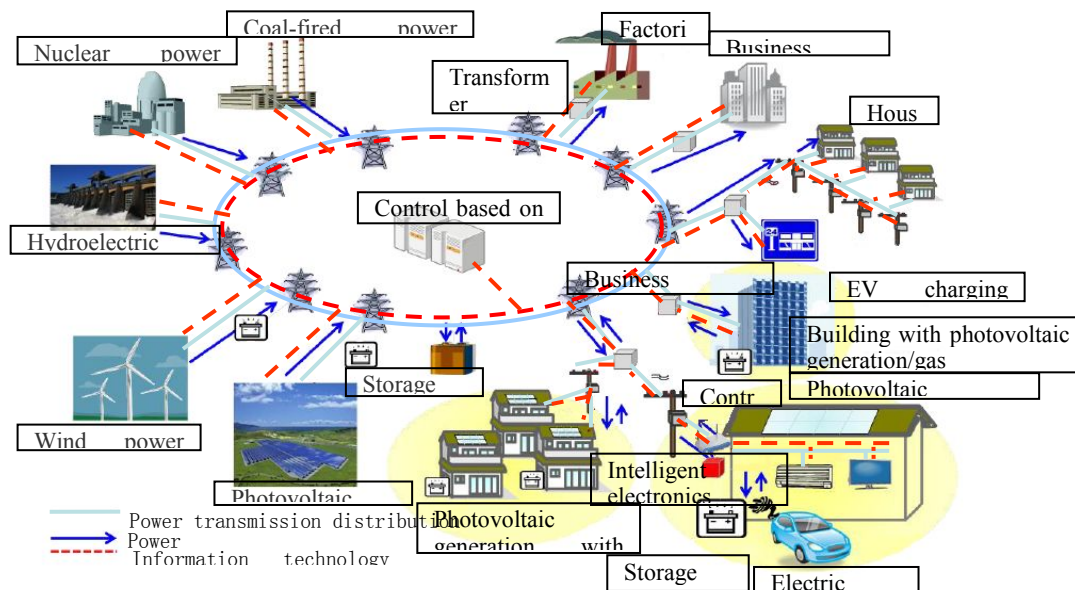 Coal-fired power
Nuclear power
Factori
Business
Transform
er
Hous
24
Control based on
Hydroelectric
Business
EV charging
Building with photovoltaic
generation/gas
Photovoltaic
Storage
Contr
Wind power
Photovoltaic
Intelligent
electronics
Power transmission distribution
Power
Information technology
Photovoltaic
generation with
Storage
Electric